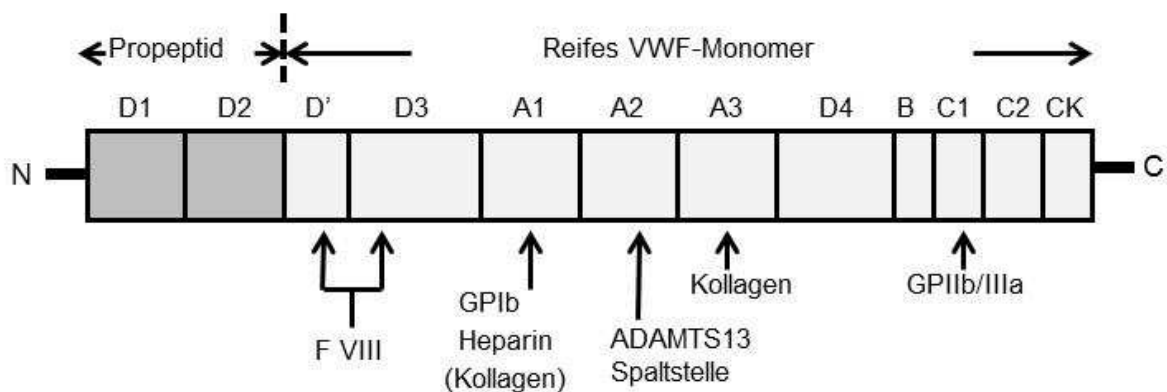 Propeptid Reifes VWF-Monomer
D1 D2 D' D3 A1 A2 A3 D4 B C1 C2 CK
N C
F VIII
GPIb
Heparin
(Kollagen)
ADAMTS13
Spaltstelle
Kollagen
GPIIb/IIIa